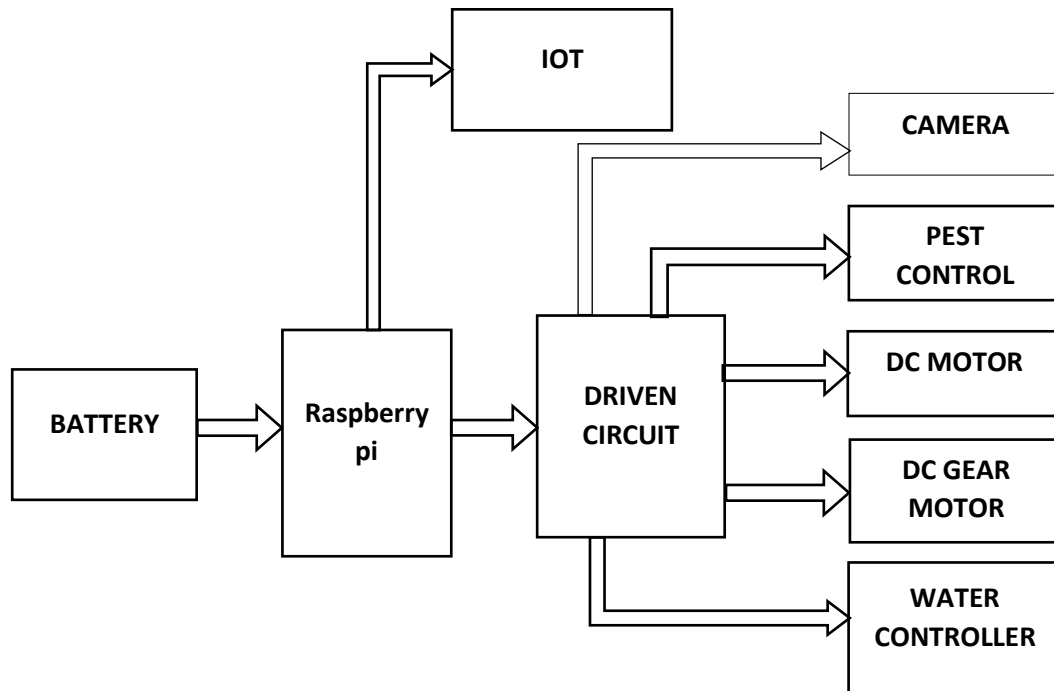 IOT
CAMERA
PEST
CONTROL
BATTERY
Raspberry
pi
DRIVEN
CIRCUIT
DC MOTOR
DC GEAR
MOTOR
WATER
CONTROLLER